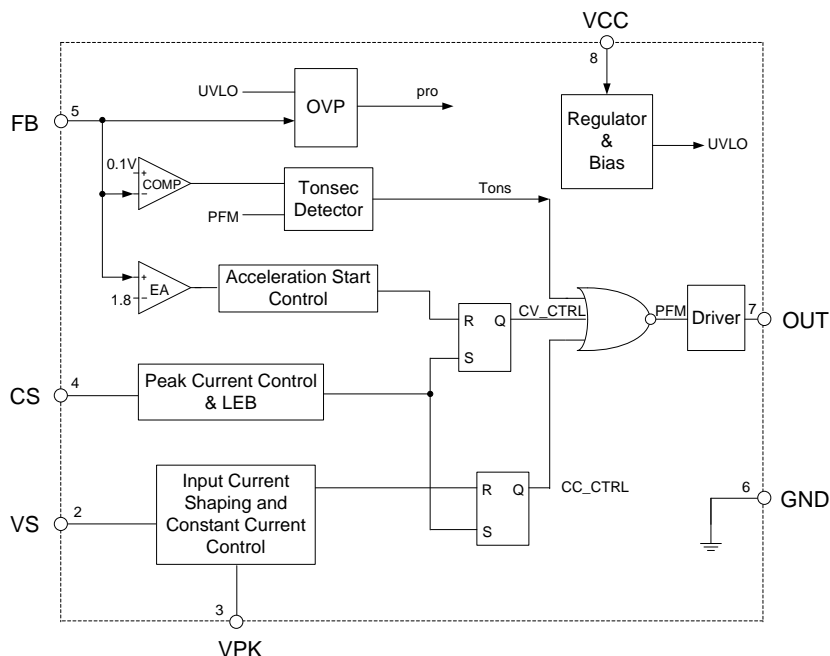 VCC
8
UVLO
OVP
pro
FB
5
Regulator
&
Bias
UVLO
0.1V
+
COMP
−
Tonsec
Detector
Tons
PFM
+
EA
1.8
−
Acceleration Start
Control
R
Q
S
CV_CTRL
PFM
Driver
7
OUT
CS
4
Peak Current Control
& LEB
Input Current
Shaping and
Constant Current
Control
R
Q
S
CC_CTRL
6
GND
VS
2
3
VPK